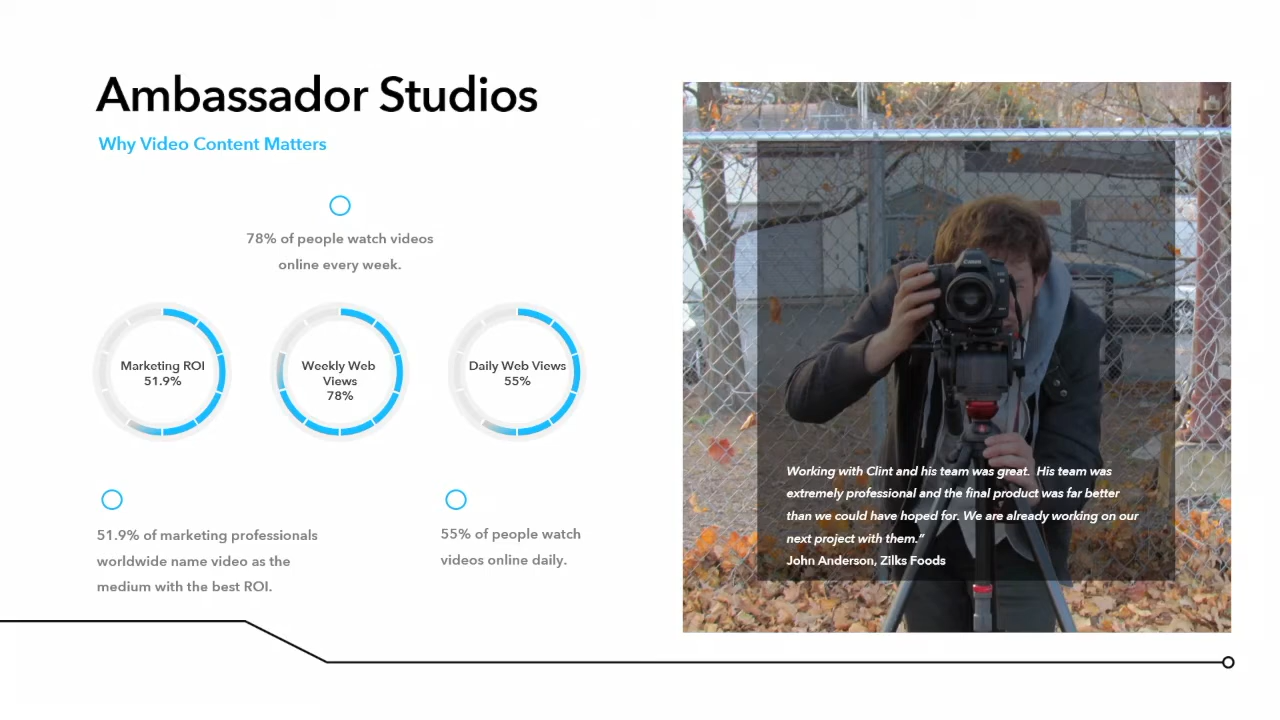 Ambassador Studios
Why Video Content Matters
78% of people watch videos
online every week.
Marketing ROI
51.9%
Weekly Web
Views
78%
Daily Web Views
55%
51.9% of marketing professionals
worldwide name video as the
medium with the best ROI.
55% of people watch
videos online daily.
Canon
Working with Clint and his team was great.  His team was
extremely professional and the final product was far better
than we could have hoped for. We are already working on our
next project with them.”
John Anderson, Zilks Foods